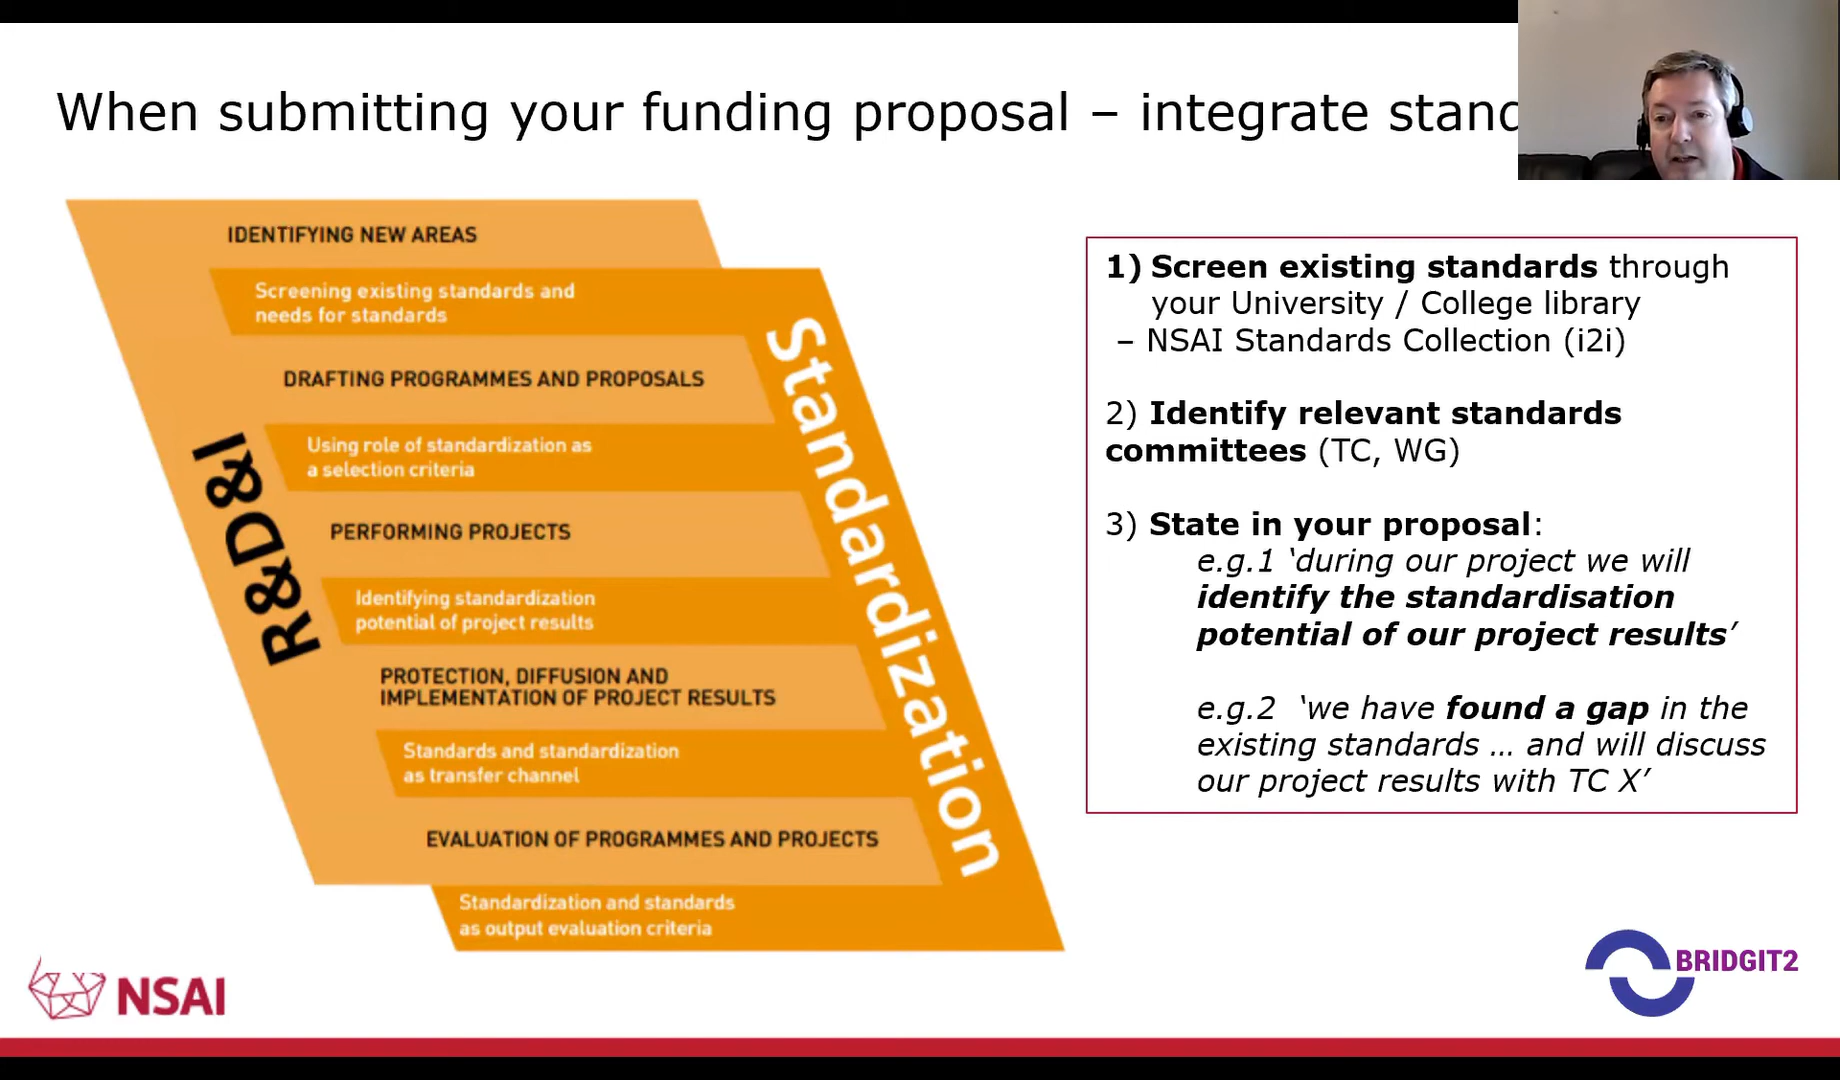 When submitting your funding proposal – integrate stand
IDENTIFYING NEW AREAS
Screening existing standards and
needs for standards
DRAFTING PROGRAMMES AND PROPOSALS
Using role of standardization as
a selection criteria
PERFORMING PROJECTS
Identifying standardization
potential of project results
PROTECTION, DIFFUSION AND
IMPLEMENTATION OF PROJECT RESULTS
Standards and standardization
as transfer channel
EVALUATION OF PROGRAMMES AND PROJECTS
Standardization and standards
as output evaluation criteria
R&D&I
Standardization
1) Screen existing standards through
your University / College library
– NSAI Standards Collection (i2i)
2) Identify relevant standards
committees (TC, WG)
3) State in your proposal:
e.g.1 ‘during our project we will
identify the standardisation
potential of our project results’
e.g.2 ‘we have found a gap in the
existing standards … and will discuss
our project results with TC X’
NSAI
BRIDGIT2